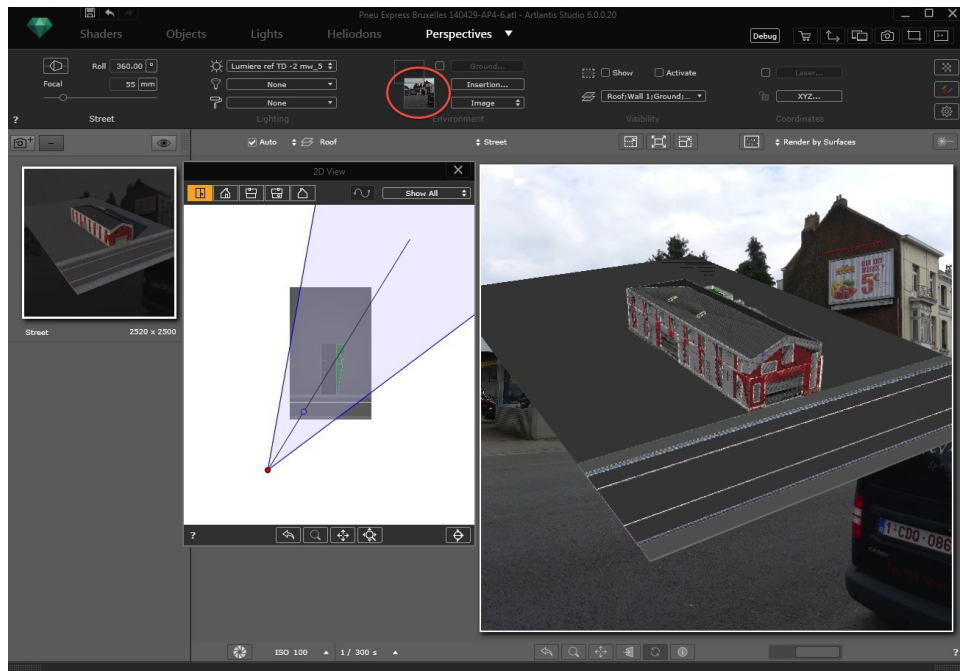 Pneu Express Bruxelles 140429-AP4-6.atl - Artlantis Studio 6.0.0.20
Shaders Objects Lights Heliodons Perspectives Debug
Roll 360.00 ° Lumiere ref TD -2 mw_5 Ground... Show Activate Laser...
Focal 55 mm None Insertion... Roof;Wall 1;Ground;... XYZ...
None Image
? Street Lighting Environment Visibility Coordinates
Auto Roof Street Render by Surfaces
2D View
Show All
5€
Street 2520 x 2500
1-CDO-086
?
ISO 100 1/ 300 s ?